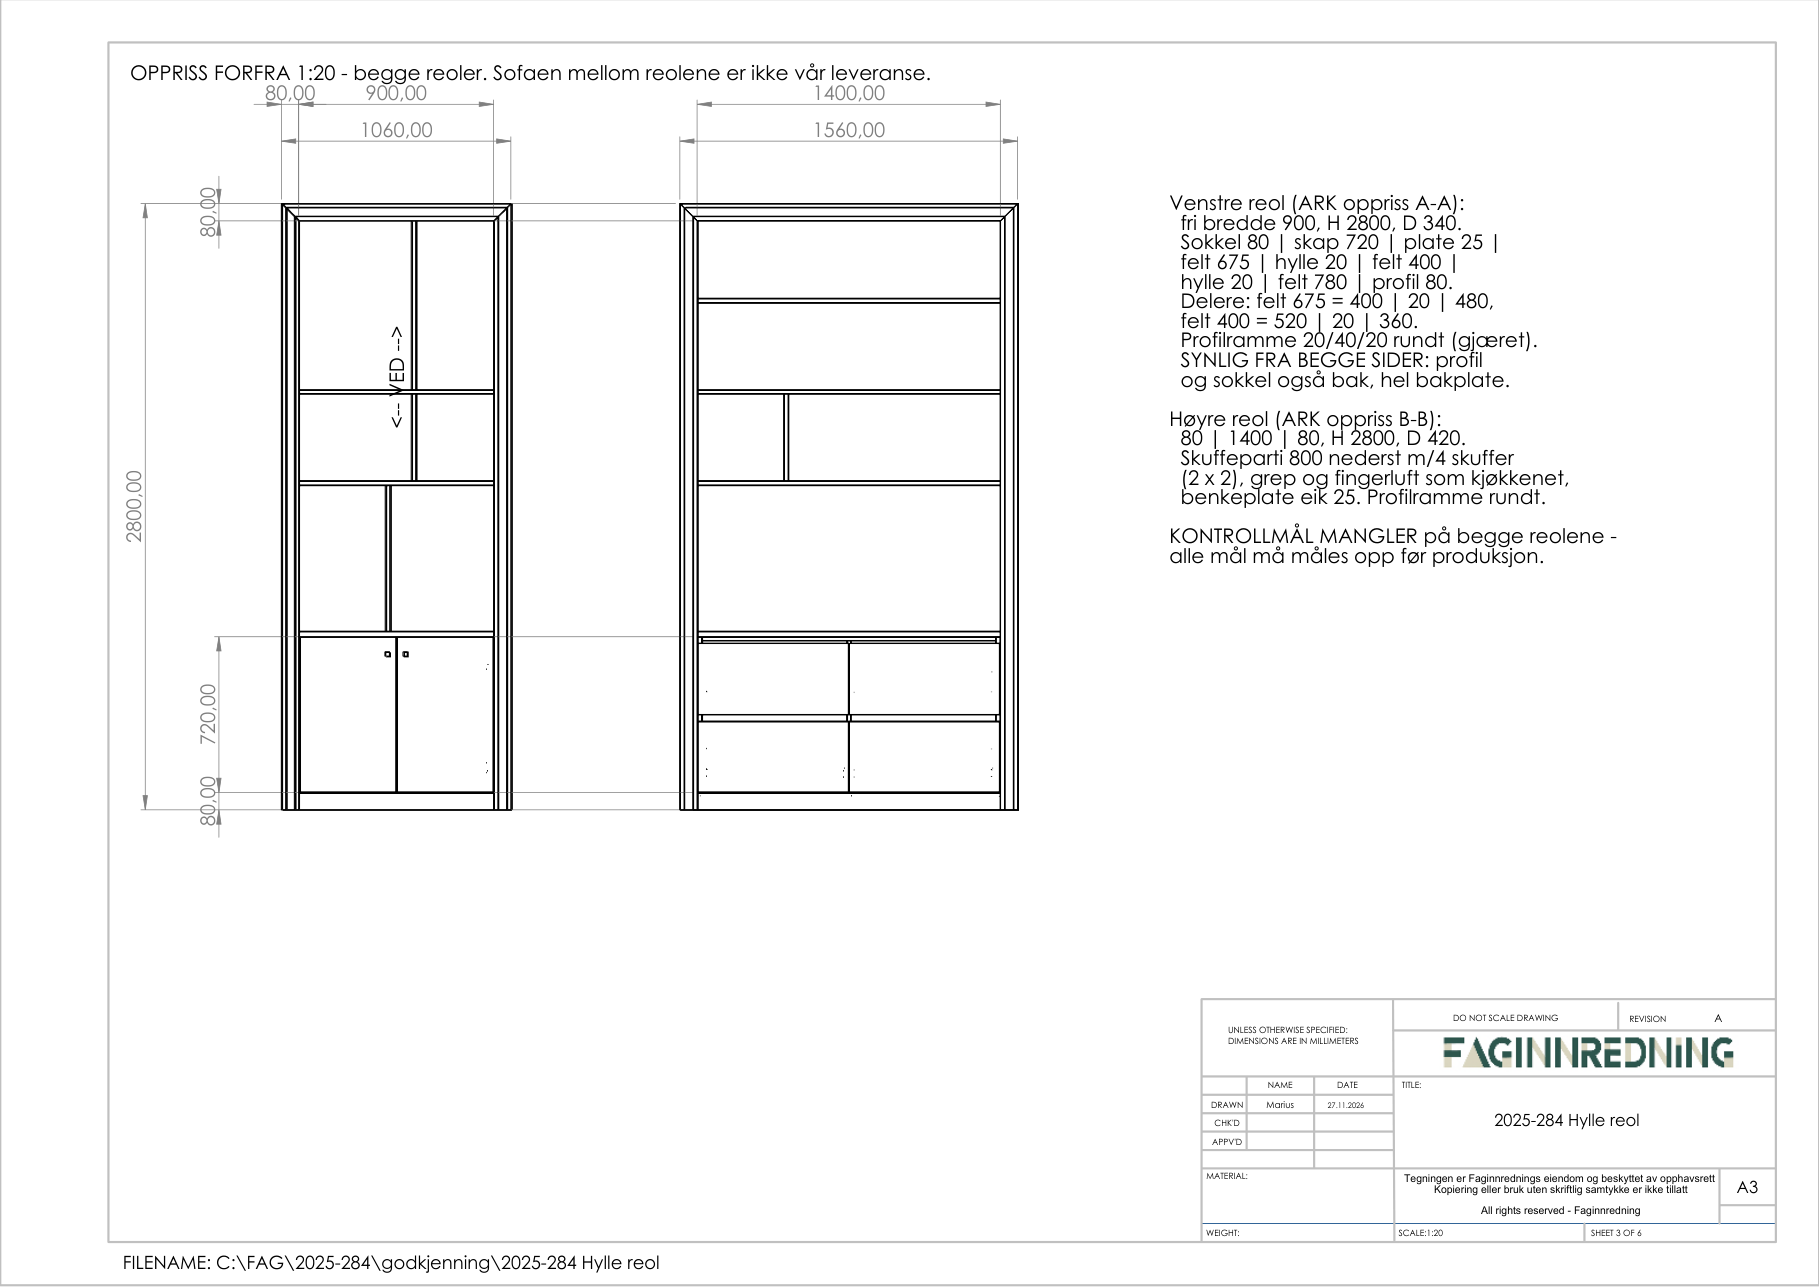 OPPRISS FORFRA 1:20 - begge reoler. Sofaen mellom reolene er ikke vår leveranse.
80,00
900,00
1400,00
1060,00
1560,00
80,00
2800,00
<-- VED -->
720,00
80,00
Venstre reol (ARK oppriss A-A):
fri bredde 900, H 2800, D 340.
Sokkel 80 | skap 720 | plate 25 |
felt 675 | hylle 20 | felt 400 |
hylle 20 | felt 780 | profil 80.
Delere: felt 675 = 400 | 20 | 480,
felt 400 = 520 | 20 | 360.
Profilramme 20/40/20 rundt (gjæret).
SYNLIG FRA BEGGE SIDER: profil
og sokkel også bak, hel bakplate.
Høyre reol (ARK oppriss B-B):
80 | 1400 | 80, H 2800, D 420.
Skuffeparti 800 nederst m/4 skuffer
(2 x 2), grep og fingerluft som kjøkkenet,
benkeplate eik 25. Profilramme rundt.
KONTROLLMÅL MANGLER på begge reolene -
alle mål må måles opp før produksjon.
UNLESS OTHERWISE SPECIFIED:
DIMENSIONS ARE IN MILLIMETERS
DO NOT SCALE DRAWING
REVISION A
FAGINNREDNING
NAME DATE
DRAWN Marius 27.11.2026
CHK'D
APPV'D
TITLE:
2025-284 Hylle reol
MATERIAL:
Tegningen er Faginnrednings eiendom og beskyttet av opphavsrett
Kopiering eller bruk uten skriftlig samtykke er ikke tillatt
All rights reserved - Faginnredning
A3
WEIGHT:
SCALE:1:20
SHEET 3 OF 6
FILENAME: C:\FAG\2025-284\godkjenning\2025-284 Hylle reol